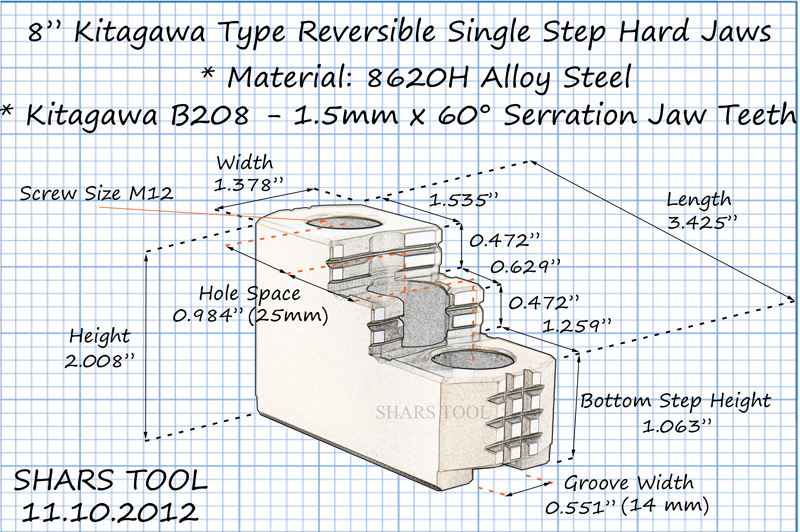 8” Kitagawa Type Reversible Single Step Hard Jaws
* Material: 8620H Alloy Steel
* Kitagawa B208 - 1.5mm x 60° Serration Jaw Teeth
Width
1.378”
Screw Size M12
1.535”
Length
3.425”
0.472”
0.629”
Hole Space
0.984” (25mm)
0.472”
1.259”
Height
2.008”
Bottom Step Height
1.063”
SHARS TOOL
Groove Width
0.551” (14 mm)
SHARS TOOL
11.10.2012